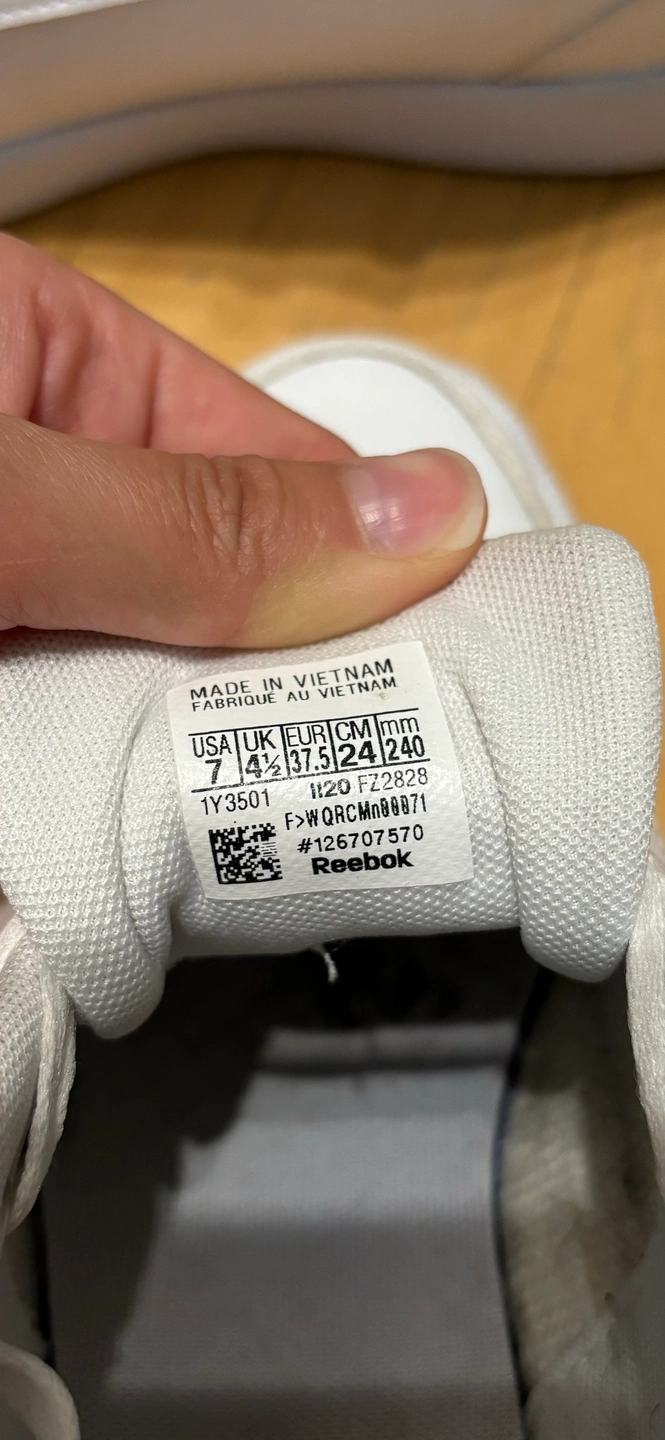 MADE IN VIETNAM
FABRIQUÉ AU VIETNAM
USA UK EUR CM mm
7 4½ 37.5 24 240
1Y3501 1120 FZ2828
F>WQRCMn00071
#126707570
Reebok